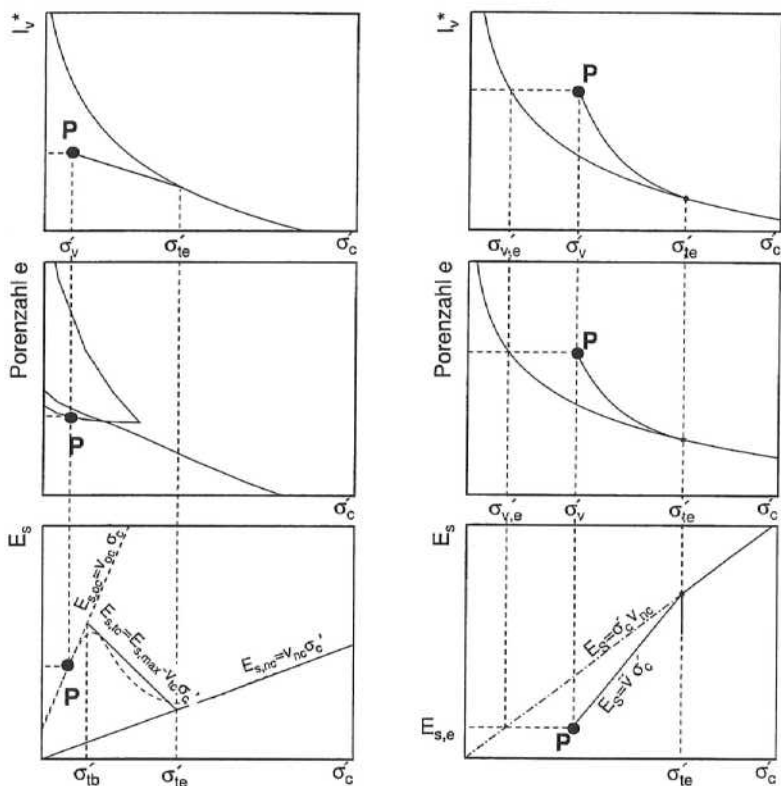 I_v*
P
σ'_v
σ'_te
σ'_c
I_v*
P
σ'_v,e
σ'_v
σ'_te
σ'_c
Porenzahl e
P
σ'_c
Porenzahl e
P
σ'_v,e
σ'_v
σ'_te
σ'_c
E_s
E_s,oc=v_oc σ'_c
E_s,tc=E_s,max-v_tc σ'_c
E_s,nc=v_nc σ_c'
P
σ'_tb
σ'_te
σ'_c
E_s
E_S=σ'_c v_nc
E_S=v' σ'_c
E_s,e
P
σ'_te
σ'_c